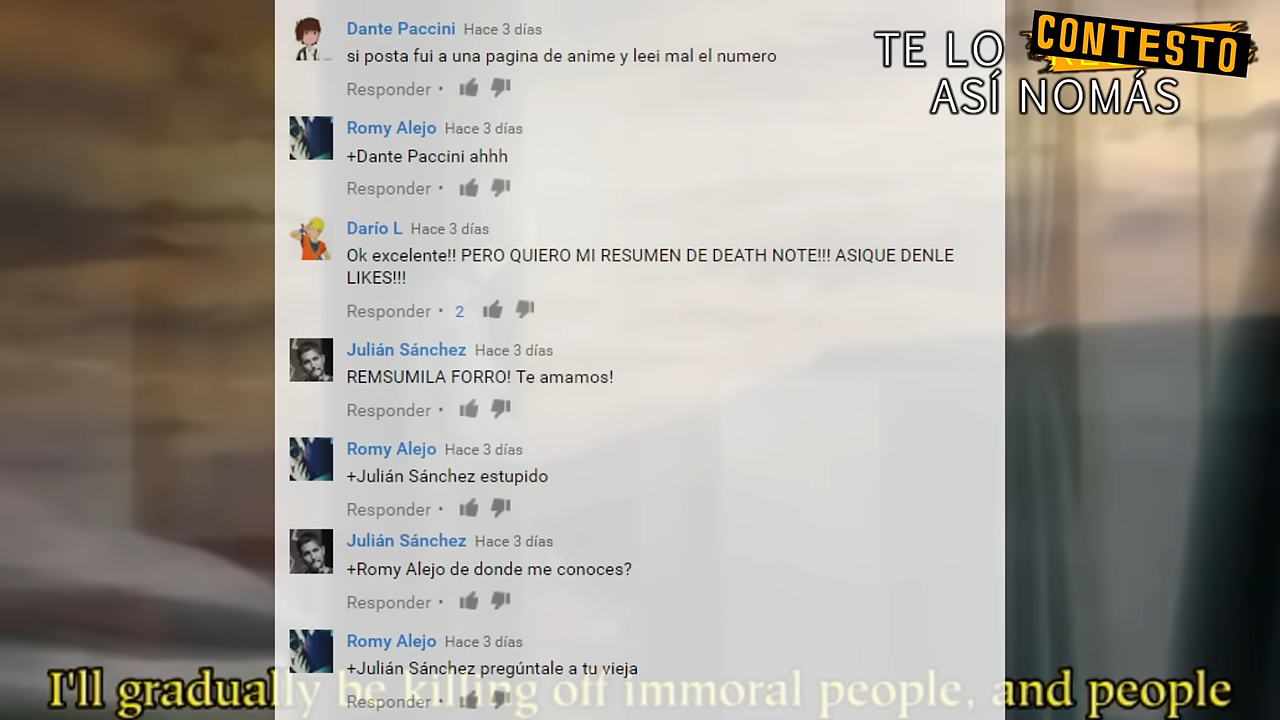 Dante Paccini Hace 3 días
si posta fui a una pagina de anime y leei mal el numero
Responder •
Romy Alejo Hace 3 días
+Dante Paccini ahhh
Responder •
Darío L Hace 3 días
Ok excelente!! PERO QUIERO MI RESUMEN DE DEATH NOTE!!! ASIQUE DENLE
LIKES!!!
Responder • 2
Julián Sánchez Hace 3 días
REMSUMILA FORRO! Te amamos!
Responder •
Romy Alejo Hace 3 días
+Julián Sánchez estupido
Responder •
Julián Sánchez Hace 3 días
+Romy Alejo de donde me conoces?
Responder •
Romy Alejo Hace 3 días
+Julián Sánchez pregúntale a tu vieja
Responder •
TE LO CONTESTO
ASÍ NOMÁS
I'll gradually be killing off immoral people, and people